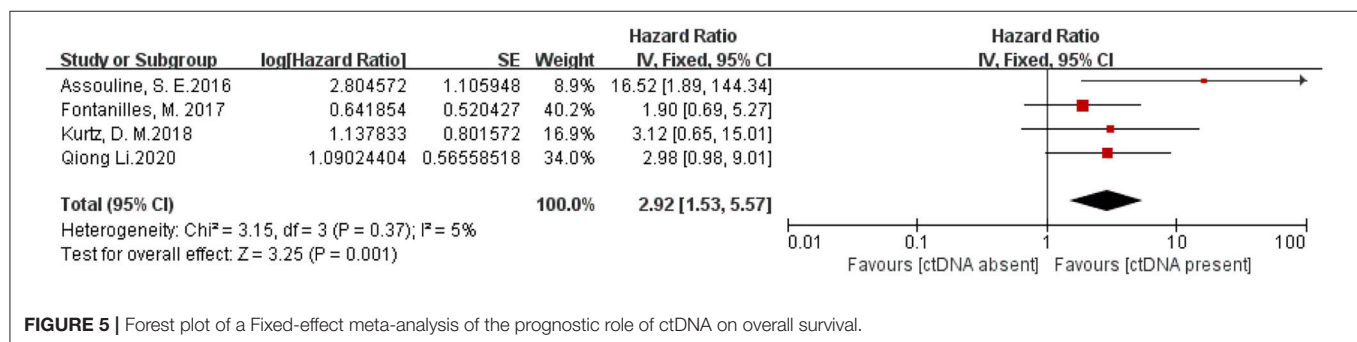 Hazard Ratio Hazard Ratio
Study or Subgroup log[Hazard Ratio] SE Weight IV, Fixed, 95% CI IV, Fixed, 95% CI
Assouline, S. E.2016 2.804572 1.105948 8.9% 16.52 [1.89, 144.34]
Fontanilles, M. 2017 0.641854 0.520427 40.2% 1.90 [0.69, 5.27]
Kurtz, D. M.2018 1.137833 0.801572 16.9% 3.12 [0.65, 15.01]
Qiong Li.2020 1.09024404 0.56558518 34.0% 2.98 [0.98, 9.01]
Total (95% CI) 100.0% 2.92 [1.53, 5.57]
Heterogeneity: Chi² = 3.15, df = 3 (P = 0.37); I² = 5%
Test for overall effect: Z = 3.25 (P = 0.001)
0.01 0.1 1 10 100
Favours [ctDNA absent] Favours [ctDNA present]
FIGURE 5 | Forest plot of a Fixed-effect meta-analysis of the prognostic role of ctDNA on overall survival.